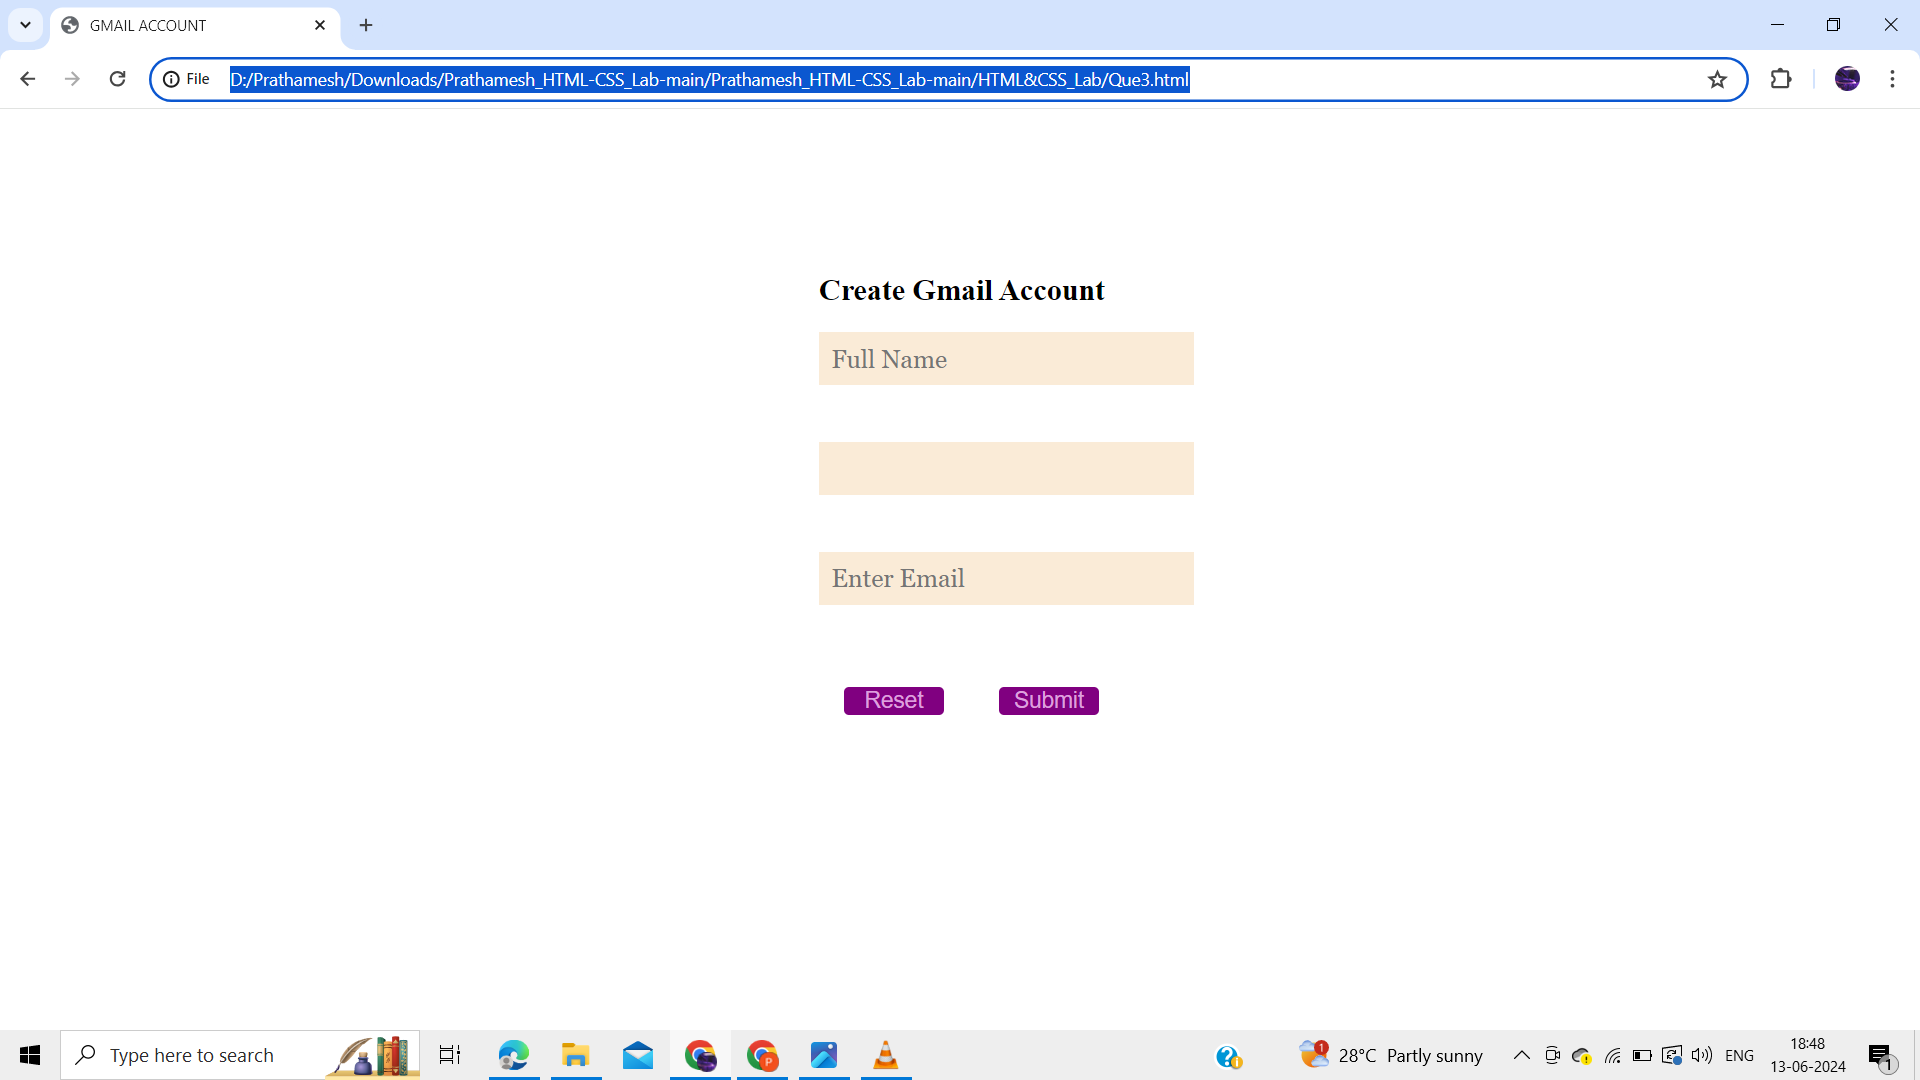 GMAIL ACCOUNT
File D:/Prathamesh/Downloads/Prathamesh_HTML-CSS_Lab-main/Prathamesh_HTML-CSS_Lab-main/HTML&CSS_Lab/Que3.html
Create Gmail Account
Full Name
Enter Email
Reset Submit
Type here to search
P
1
28°C Partly sunny
ENG
18:48
13-06-2024
1